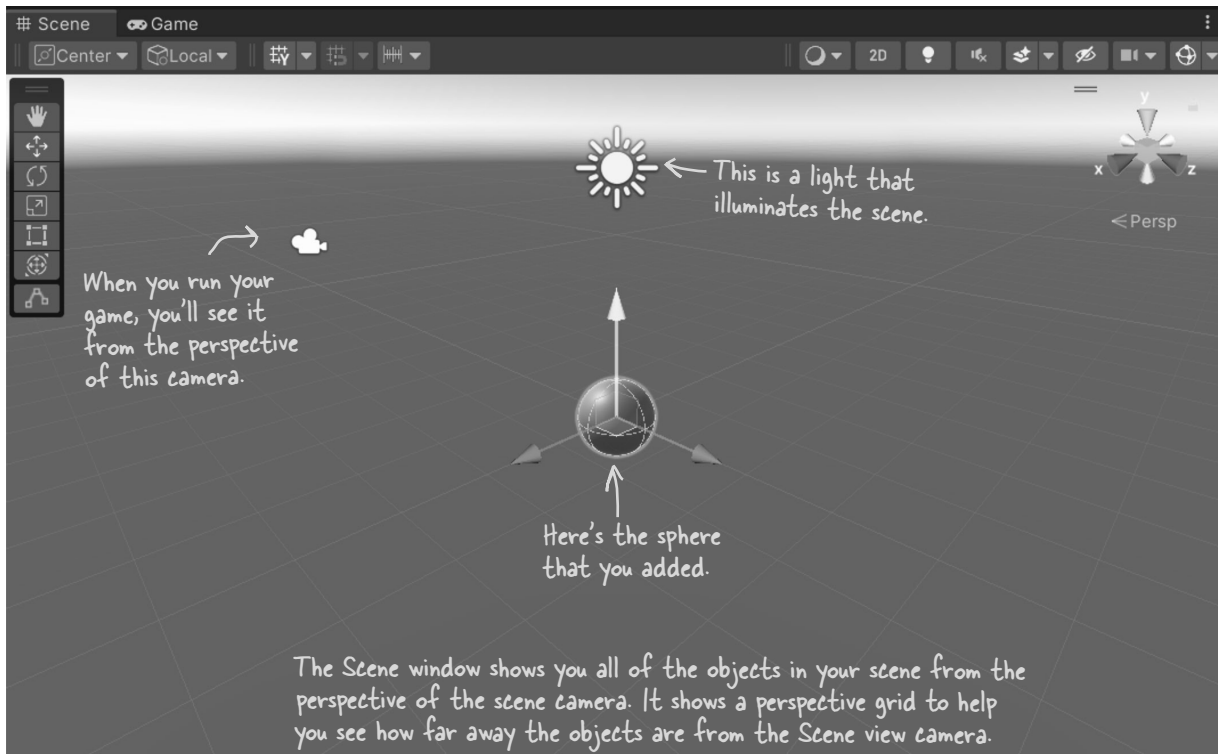 Scene Game
Center Local 2D
y
x z
Persp
This is a light that
illuminates the scene.
When you run your
game, you'll see it
from the perspective
of this camera.
Here's the sphere
that you added.
The Scene window shows you all of the objects in your scene from the
perspective of the scene camera. It shows a perspective grid to help
you see how far away the objects are from the Scene view camera.